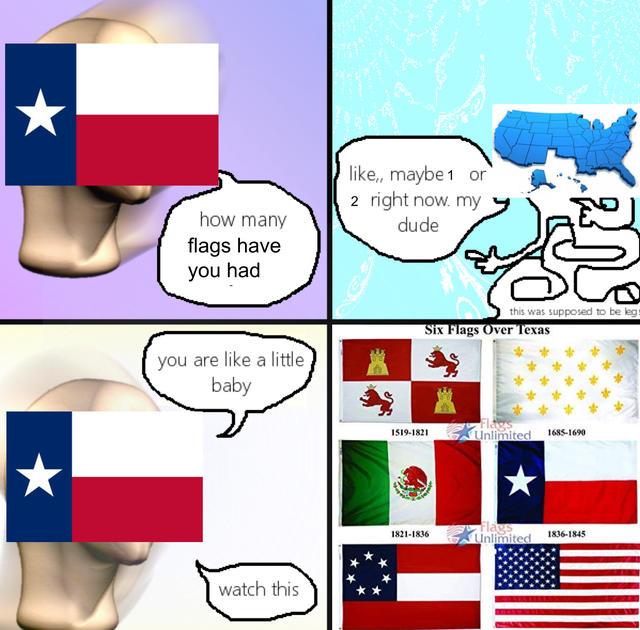 how many
flags have
you had
like,, maybe 1 or
2 right now. my
dude
this was supposed to be legs
you are like a little
baby
watch this
Six Flags Over Texas
1519-1821
1685-1690
Flags
Unlimited
1821-1836
1836-1845
Flags
Unlimited